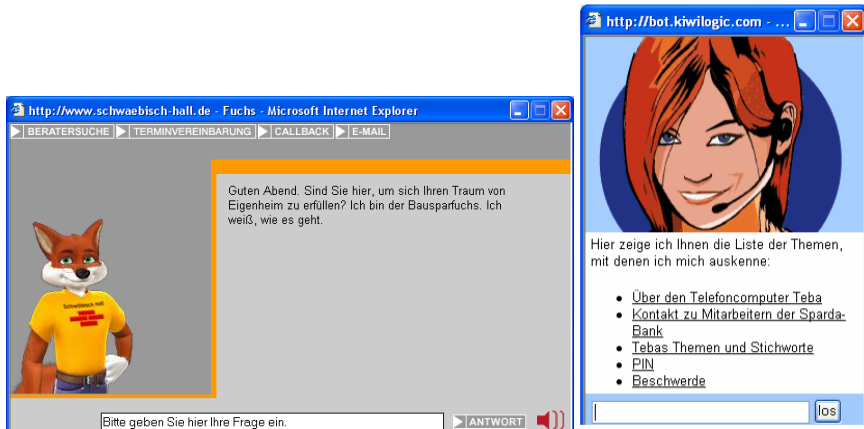 http://www.schwaebisch-hall.de - Fuchs - Microsoft Internet Explorer
BERATERSUCHE TERMINVEREINBARUNG CALLBACK E-MAIL
Guten Abend. Sind Sie hier, um sich Ihren Traum von
Eigenheim zu erfüllen? Ich bin der Bausparfuchs. Ich
weiß, wie es geht.
Schwäbisch Hall
Bitte geben Sie hier Ihre Frage ein.
ANTWORT
http://bot.kiwilogic.com - ...
Hier zeige ich Ihnen die Liste der Themen,
mit denen ich mich auskenne:
Über den Telefoncomputer Teba
Kontakt zu Mitarbeitern der Sparda-
Bank
Tebas Themen und Stichworte
PIN
Beschwerde
los